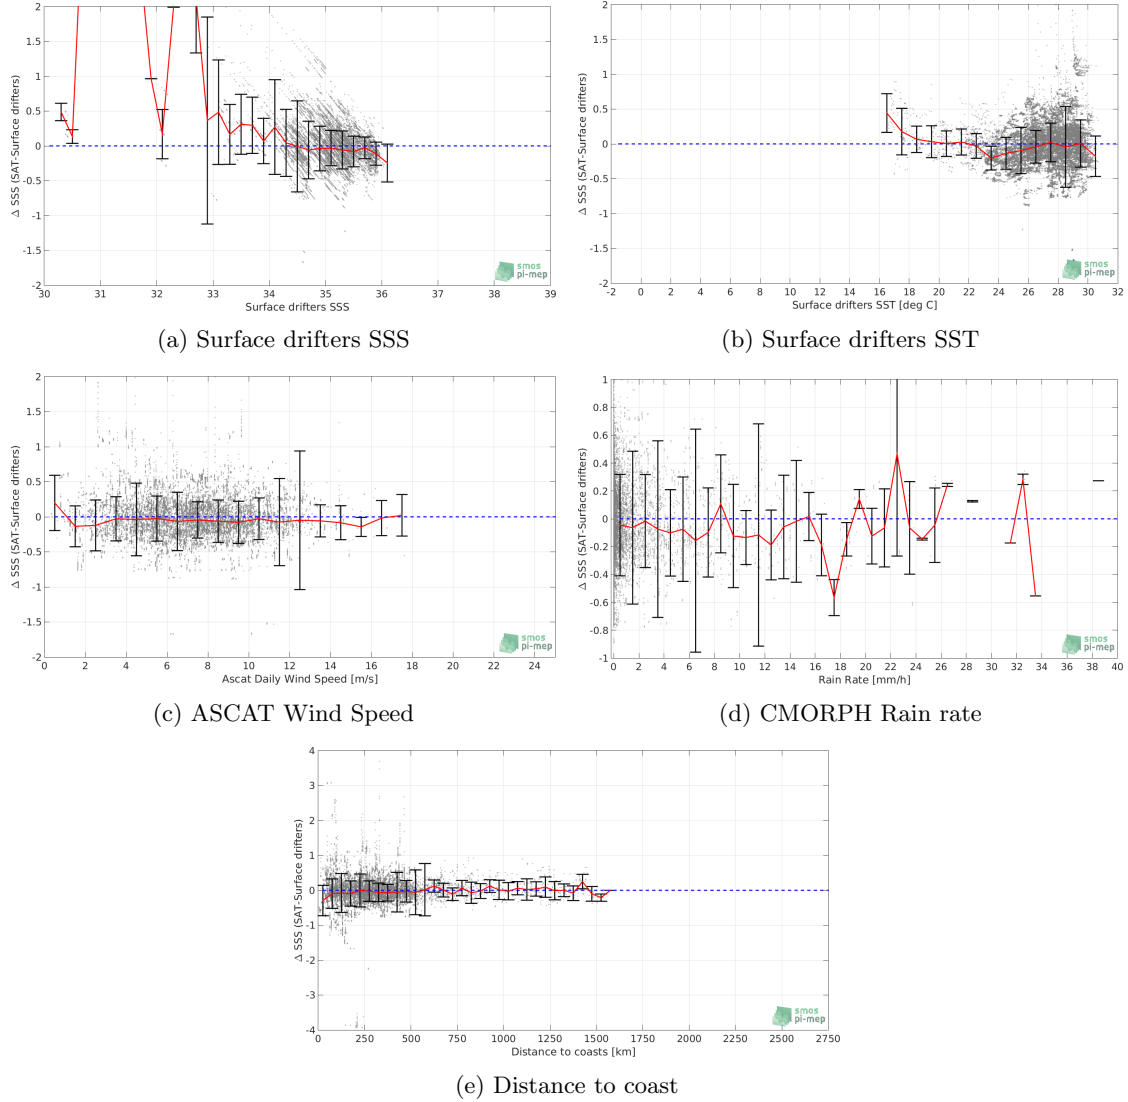 Δ SSS (SAT-Surface drifters)
2
1.5
1
0.5
0
-0.5
-1
-1.5
-2
30 31 32 33 34 35 36 37 38 39
Surface drifters SSS
smos
pi-mep
(a) Surface drifters SSS
Δ SSS (SAT-Surface drifters)
2
1.5
1
0.5
0
-0.5
-1
-1.5
-2
-2 0 2 4 6 8 10 12 14 16 18 20 22 24 26 28 30 32
Surface drifters SST [deg C]
smos
pi-mep
(b) Surface drifters SST
Δ SSS (SAT-Surface drifters)
2
1.5
1
0.5
0
-0.5
-1
-1.5
-2
0 2 4 6 8 10 12 14 16 18 20 22 24
Ascat Daily Wind Speed [m/s]
smos
pi-mep
(c) ASCAT Wind Speed
Δ SSS (SAT-Surface drifters)
1
0.8
0.6
0.4
0.2
0
-0.2
-0.4
-0.6
-0.8
-1
0 2 4 6 8 10 12 14 16 18 20 22 24 26 28 30 32 34 36 38 40
Rain Rate [mm/h]
smos
pi-mep
(d) CMORPH Rain rate
Δ SSS (SAT-Surface drifters)
4
3
2
1
0
-1
-2
-3
-4
0 250 500 750 1000 1250 1500 1750 2000 2250 2500 2750
Distance to coasts [km]
smos
pi-mep
(e) Distance to coast